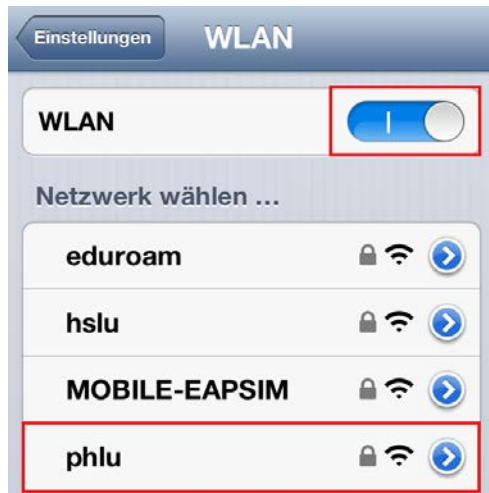 Einstellungen
WLAN
WLAN
Netzwerk wählen ...
eduroam
hslu
MOBILE-EAPSIM
phlu